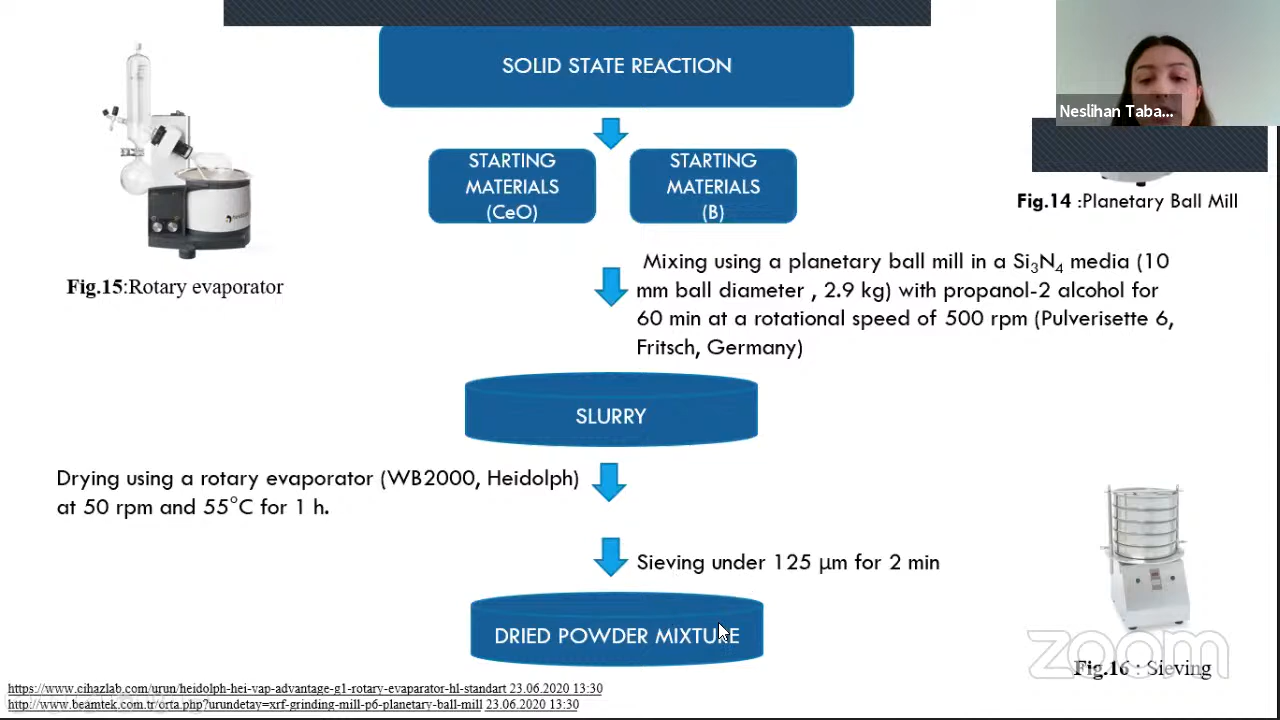 SOLID STATE REACTION
Neslihan Taba...
STARTING
MATERIALS
(CeO)
STARTING
MATERIALS
(B)
Fig.14 :Planetary Ball Mill
Fig.15:Rotary evaporator
Mixing using a planetary ball mill in a Si₃N₄ media (10
mm ball diameter , 2.9 kg) with propanol-2 alcohol for
60 min at a rotational speed of 500 rpm (Pulverisette 6,
Fritsch, Germany)
SLURRY
Drying using a rotary evaporator (WB2000, Heidolph)
at 50 rpm and 55°C for 1 h.
Sieving under 125 µm for 2 min
DRIED POWDER MIXTURE
zoom
Fig.16 : Sieving
https://www.cihazlab.com/urun/heidolph-hei-vap-advantage-g1-rotary-evaparator-hl-standart 23.06.2020 13:30
http://www.beamtek.com.tr/orta.php?urundetay=xrf-grinding-mill-p6-planetary-ball-mill 23.06.2020 13:30